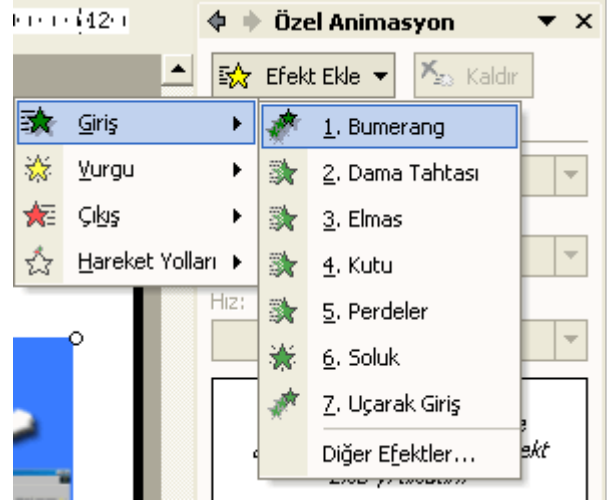 12
Özel Animasyon
Efekt Ekle
Kaldır
Giriş
Vurgu
Çıkış
Hareket Yolları
1. Bumerang
2. Dama Tahtası
3. Elmas
4. Kutu
5. Perdeler
6. Soluk
7. Uçarak Giriş
Diğer Efektler...
Hız: